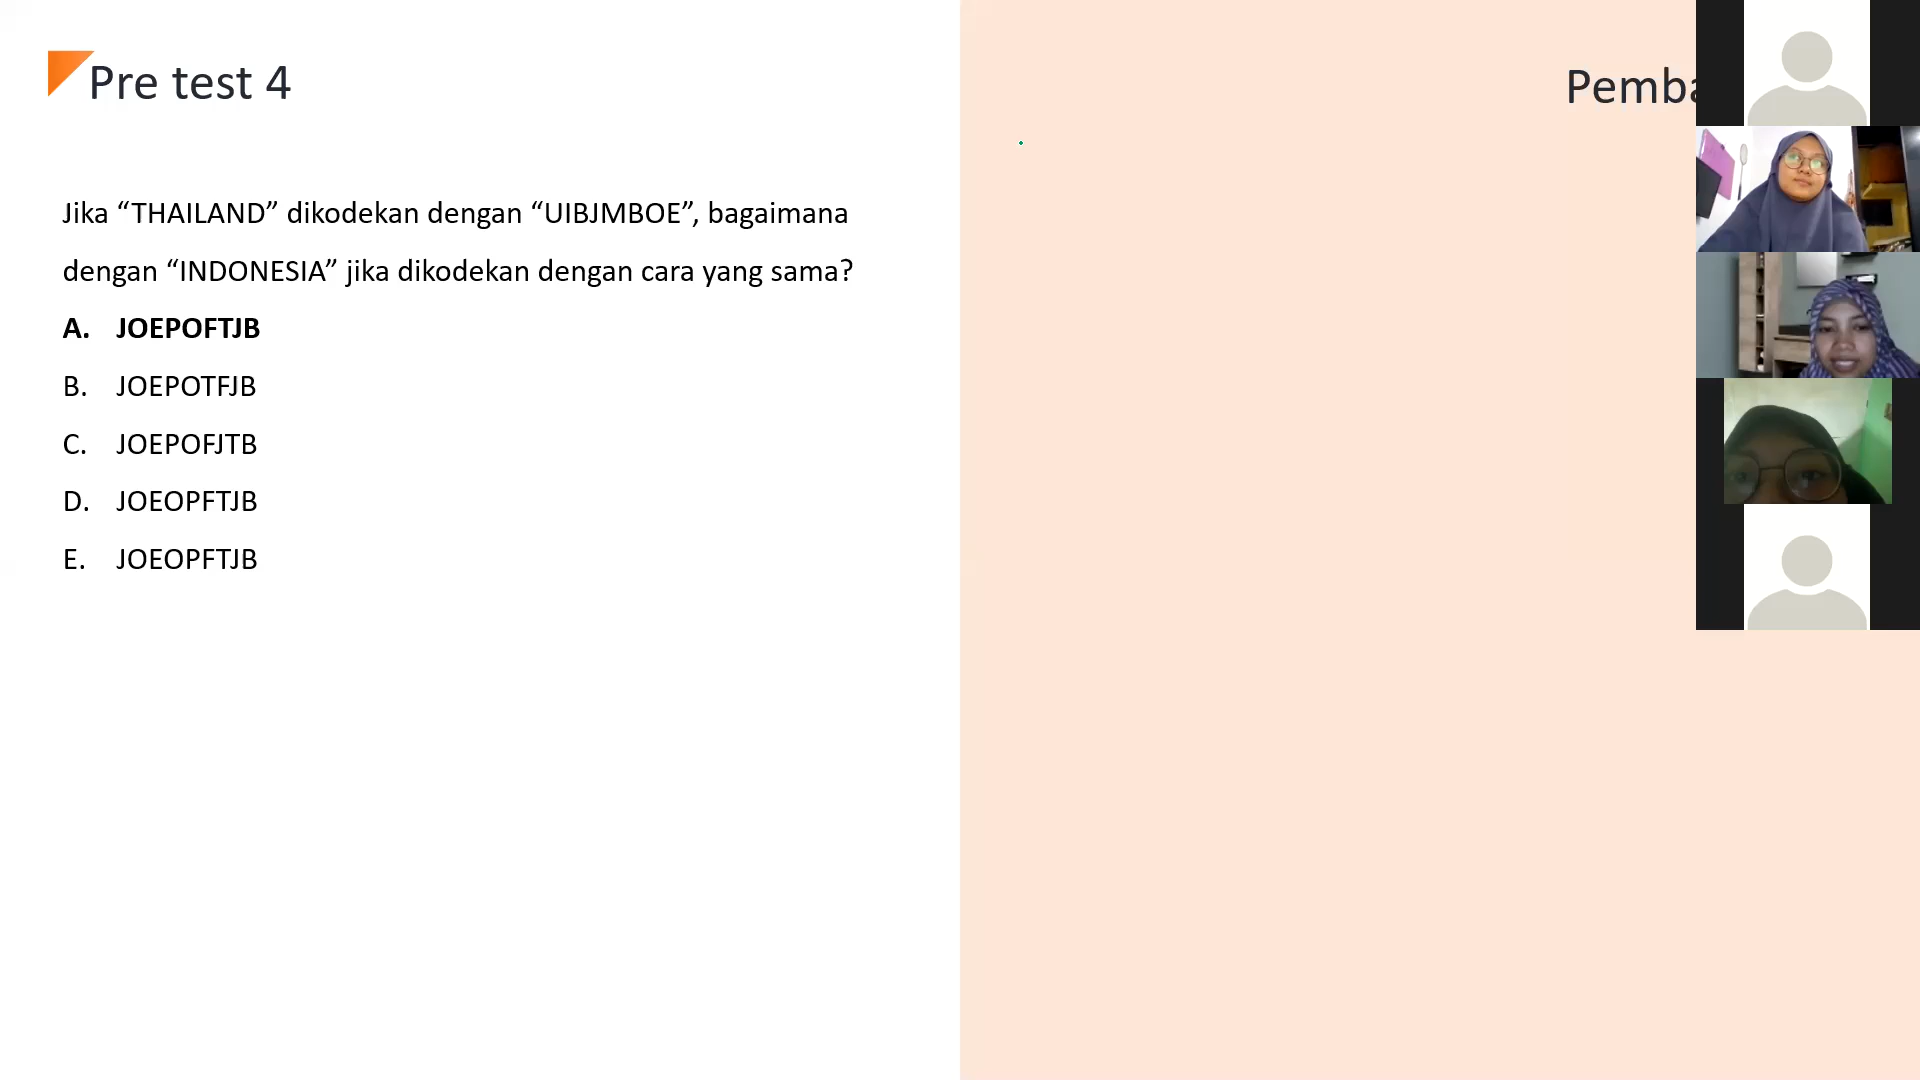 Pre test 4
Pemba
Jika “THAILAND” dikodekan dengan “UIBJMBOE”, bagaimana
dengan “INDONESIA” jika dikodekan dengan cara yang sama?
A. JOEPOFTJB
B. JOEPOTFJB
C. JOEPOFJTB
D. JOEOPFTJB
E. JOEOPFTJB